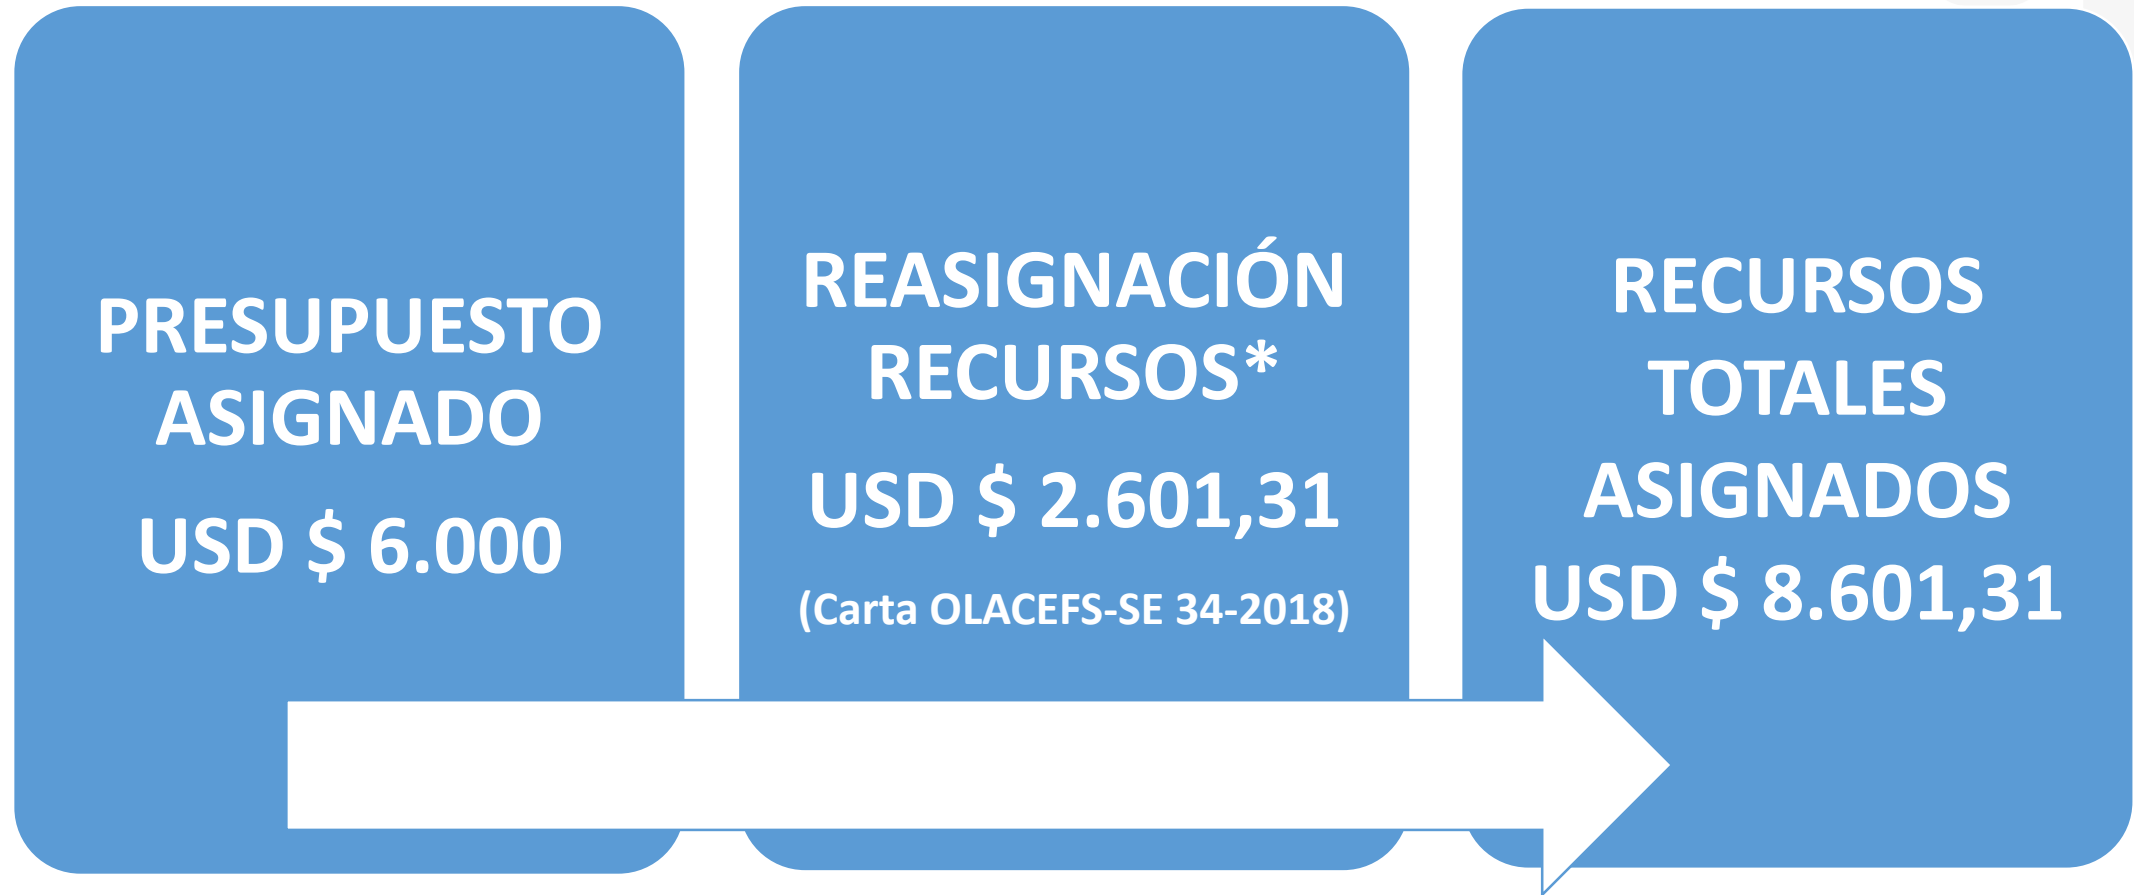 PRESUPUESTO
ASIGNADO
USD $ 6.000
REASIGNACIÓN
RECURSOS*
USD $ 2.601,31
(Carta OLACEFS-SE 34-2018)
RECURSOS
TOTALES
ASIGNADOS
USD $ 8.601,31